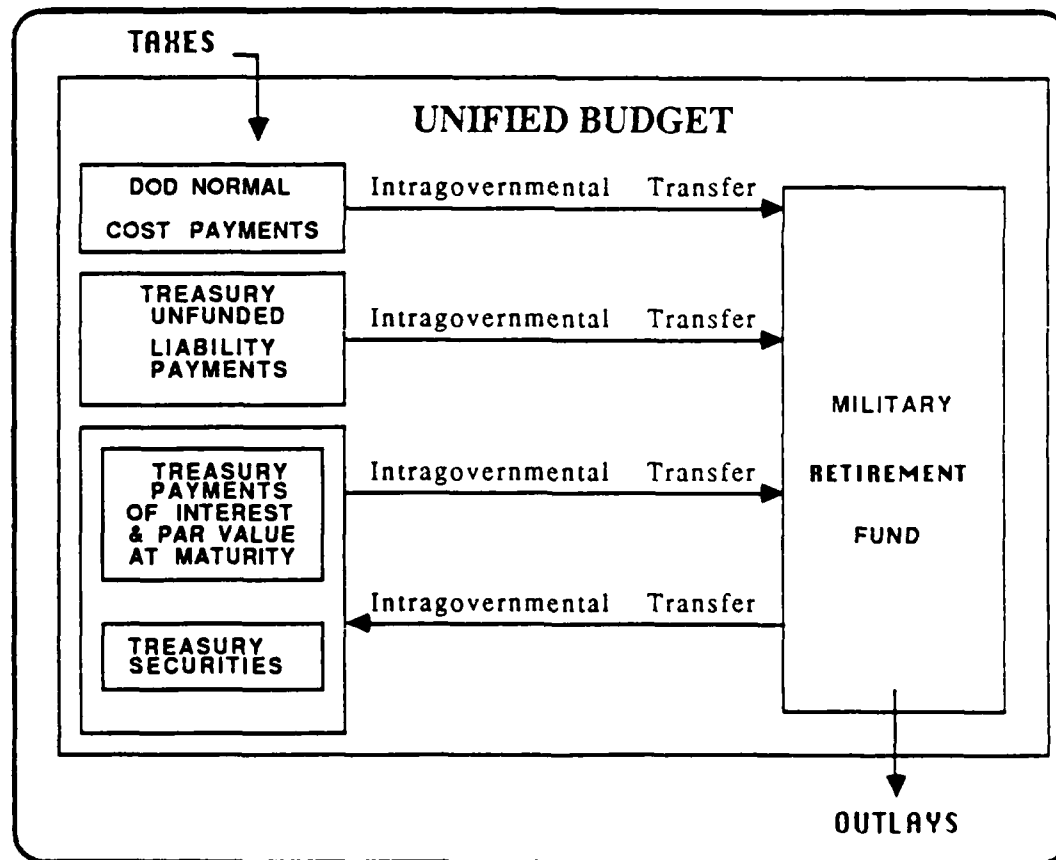 TAXES
UNIFIED BUDGET
DOD NORMAL
COST PAYMENTS
Intragovernmental Transfer
TREASURY
UNFUNDED
LIABILITY
PAYMENTS
Intragovernmental Transfer
TREASURY
PAYMENTS
OF INTEREST
& PAR VALUE
AT MATURITY
Intragovernmental Transfer
TREASURY
SECURITIES
Intragovernmental Transfer
MILITARY
RETIREMENT
FUND
OUTLAYS